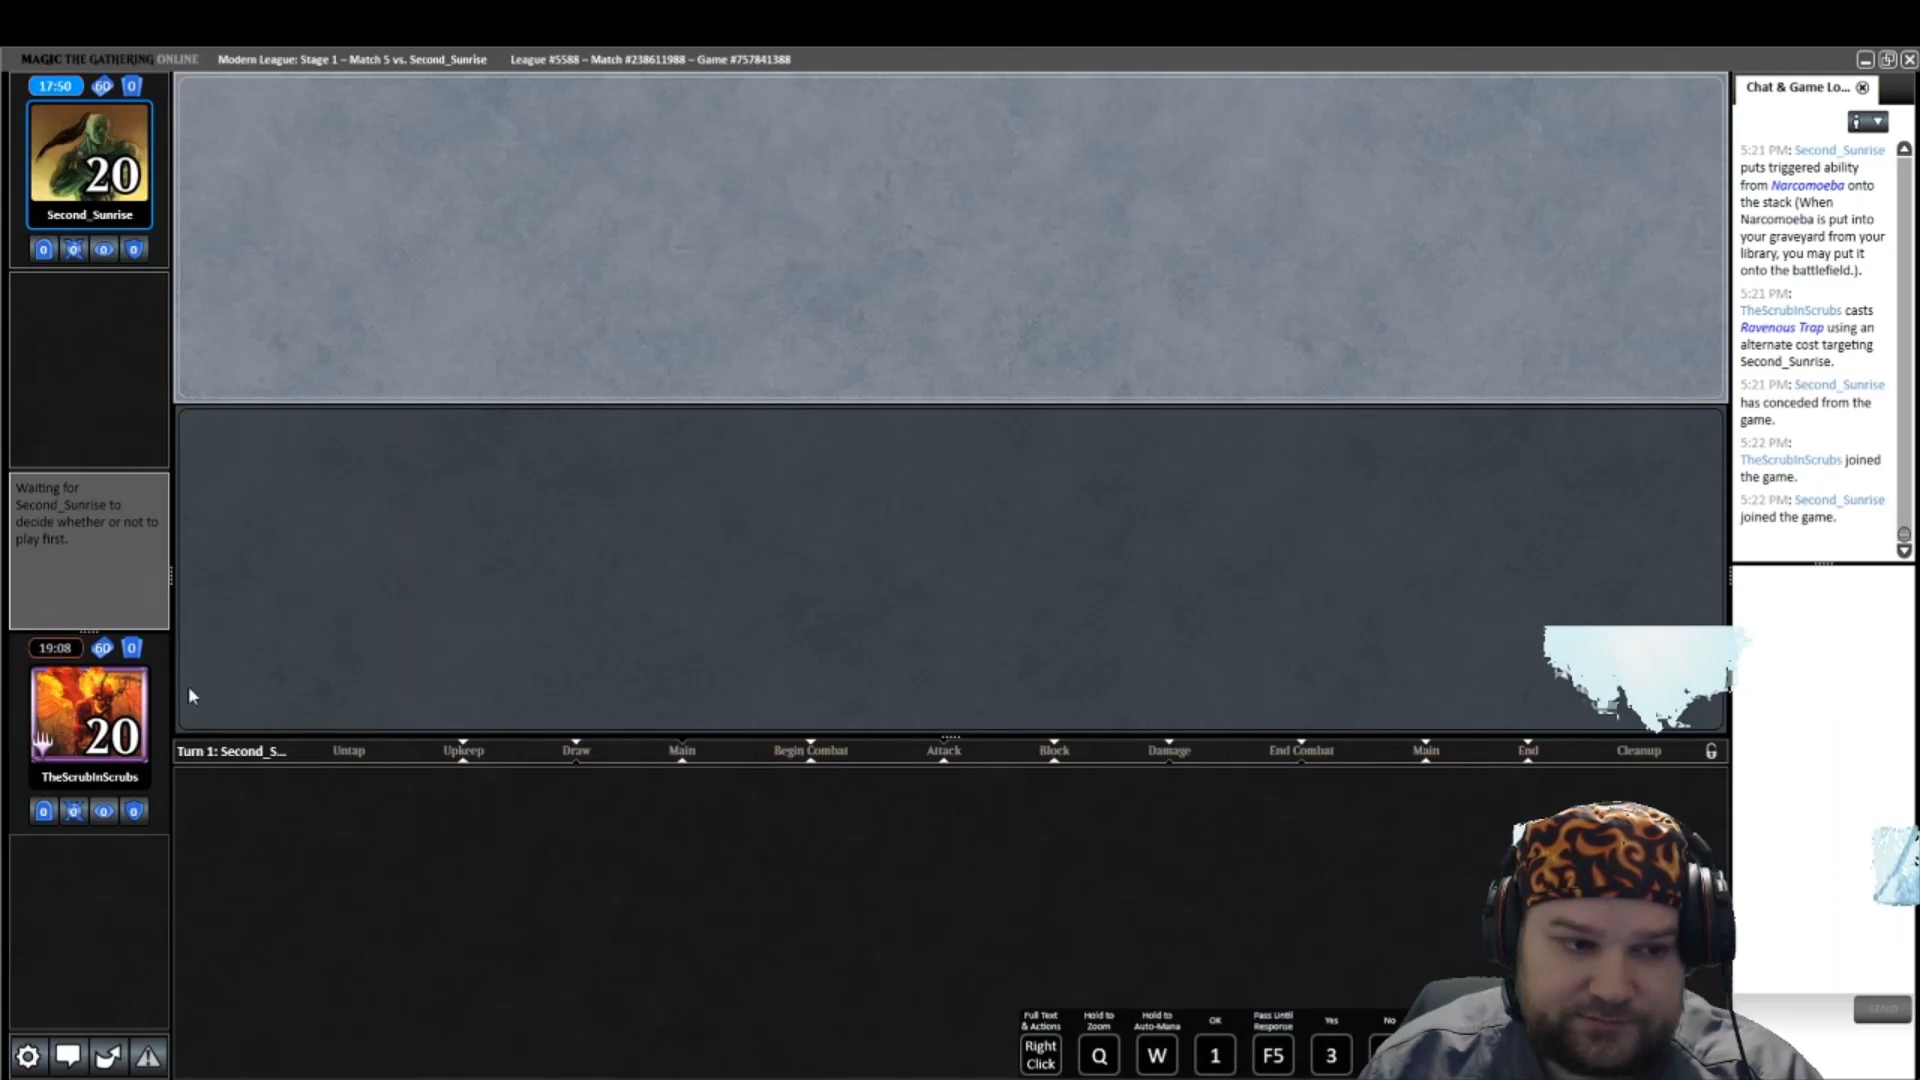 MAGIC THE GATHERING ONLINE
Modern League: Stage 1 – Match 5 vs. Second_Sunrise
League #5588 – Match #238611988 – Game #757841388
17:50
60
0
20
Second_Sunrise
0
0
0
0
Waiting for
Second_Sunrise to
decide whether or not to
play first.
19:08
60
0
20
TheScrubInScrubs
0
0
0
0
Turn 1: Second_S...
Untap
Upkeep
Draw
Main
Begin Combat
Attack
Block
Damage
End Combat
Main
End
Cleanup
Chat & Game Lo...
5:21 PM: Second_Sunrise
puts triggered ability
from Narcomoeba onto
the stack (When
Narcomoeba is put into
your graveyard from your
library, you may put it
onto the battlefield.).
5:21 PM:
TheScrubInScrubs casts
Ravenous Trap using an
alternate cost targeting
Second_Sunrise.
5:21 PM: Second_Sunrise
has conceded from the
game.
5:22 PM:
TheScrubInScrubs joined
the game.
5:22 PM: Second_Sunrise
joined the game.
SEND
Full Text
& Actions
Right
Click
Hold to
Zoom
Q
Hold to
Auto-Mana
W
OK
1
Pass Until
Response
F5
Yes
3
No